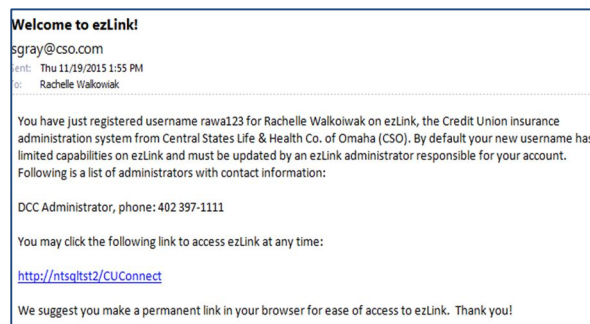 Welcome to ezLink!
sgray@cso.com
Sent: Thu 11/19/2015 1:55 PM
To: Rachelle Walkowiak
You have just registered username rawa123 for Rachelle Walkoiwak on ezLink, the Credit Union insurance
administration system from Central States Life & Health Co. of Omaha (CSO). By default your new username has
limited capabilities on ezLink and must be updated by an ezLink administrator responsible for your account.
Following is a list of administrators with contact information:
DCC Administrator, phone: 402 397-1111
You may click the following link to access ezLink at any time:
http://ntsqltst2/CUConnect
We suggest you make a permanent link in your browser for ease of access to ezLink. Thank you!